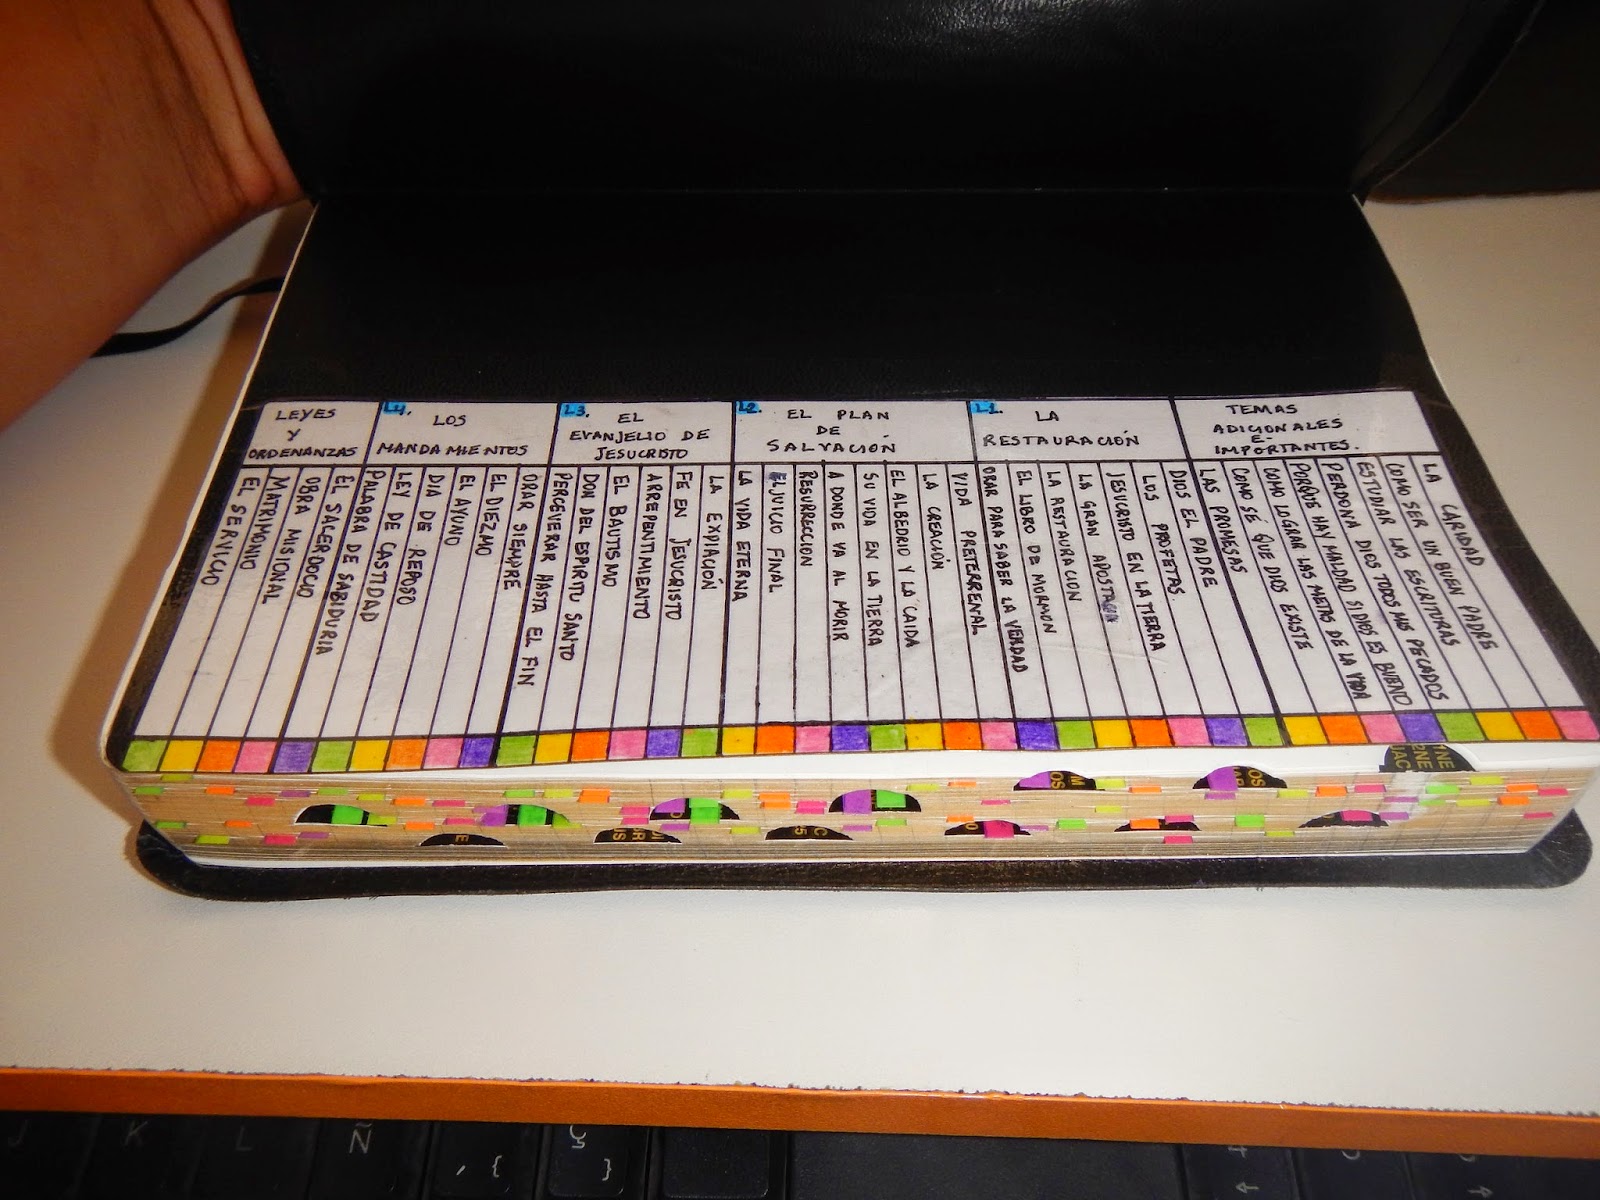 LEYES
Y
ORDENANZAS
L4. LOS
MANDAMIENTOS
L3. EL
EVANJELIO DE
JESUCRISTO
L2. EL PLAN
DE
SALVACIÓN
L1. LA
RESTAURACIÓN
TEMAS
ADICIONALES
E
IMPORTANTES.
EL SERVICIO
MATRIMONIO
OBRA MISIONAL
EL SACERDOCIO
PALABRA DE SABIDURIA
LEY DE CASTIDAD
DIA DE REPOSO
EL AYUNO
EL DIEZMO
ORAR SIEMPRE
PERCEVERAR HASTA EL FIN
DON DEL ESPIRITU SANTO
EL BAUTISMO
ARREPENTIMIENTO
FE EN JESUCRISTO
LA EXPIACIÓN
LA VIDA ETERNA
EL JUICIO FINAL
RESURRECCION
A DONDE VA AL MORIR
SU VIDA EN LA TIERRA
EL ALBEDRIO Y LA CAIDA
LA CREACIÓN
VIDA PRETERRENAL
ORAR PARA SABER LA VERDAD
EL LIBRO DE MORMON
LA RESTAURACION
LA GRAN APOSTACIA
JESUCRISTO EN LA TIERRA
LOS PROFETAS.
DIOS EL PADRE
LAS PROMESAS
COMO SÉ QUE DIOS EXISTE
COMO LOGRAR LAS METAS DE LA VIDA
PORQUE HAY MALDAD SI DIOS ES BUENO
PERDONA DIOS TODOS MIS PECADOS
ESTUDIAR LAS ESCRITURAS
COMO SER UN BUEN PADRE
LA CARIDAD
J
K
L
Ñ
{
}